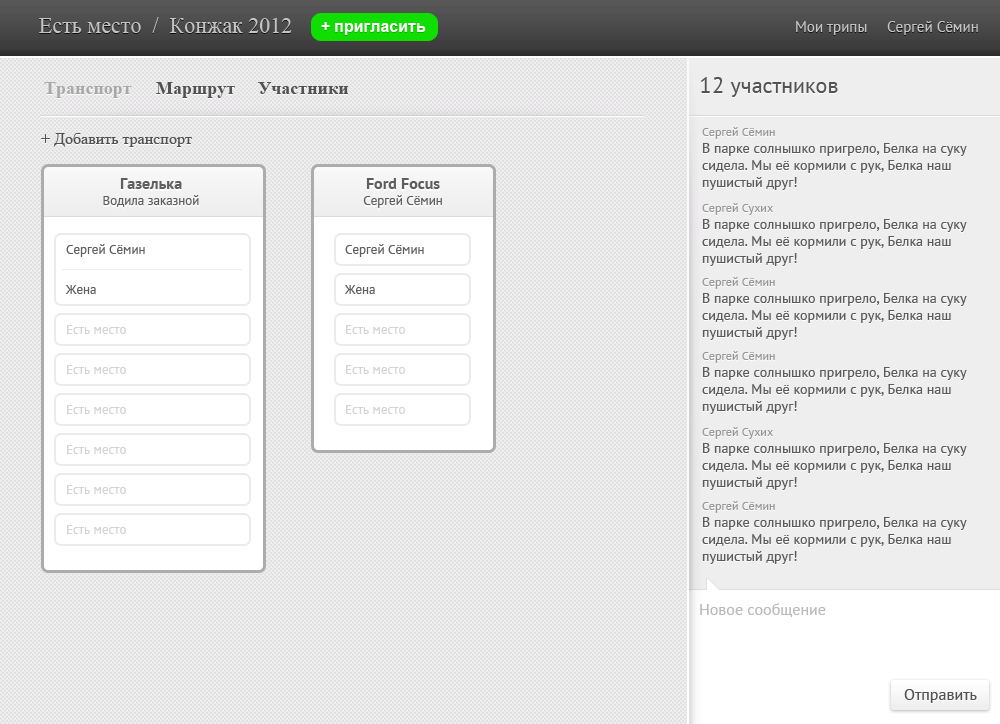 Есть место / Конжак 2012 + пригласить Мои трипы Сергей Сёмин
Транспорт Маршрут Участники
+ Добавить транспорт
Газелька
Водила заказной
Сергей Сёмин
Жена
Есть место
Есть место
Есть место
Есть место
Есть место
Есть место
Ford Focus
Сергей Сёмин
Сергей Сёмин
Жена
Есть место
Есть место
Есть место
12 участников
Сергей Сёмин
В парке солнышко пригрело, Белка на суку
сидела. Мы её кормили с рук, Белка наш
пушистый друг!
Сергей Сухих
В парке солнышко пригрело, Белка на суку
сидела. Мы её кормили с рук, Белка наш
пушистый друг!
Сергей Сёмин
В парке солнышко пригрело, Белка на суку
сидела. Мы её кормили с рук, Белка наш
пушистый друг!
Сергей Сёмин
В парке солнышко пригрело, Белка на суку
сидела. Мы её кормили с рук, Белка наш
пушистый друг!
Сергей Сухих
В парке солнышко пригрело, Белка на суку
сидела. Мы её кормили с рук, Белка наш
пушистый друг!
Сергей Сёмин
В парке солнышко пригрело, Белка на суку
сидела. Мы её кормили с рук, Белка наш
пушистый друг!
Новое сообщение
Отправить